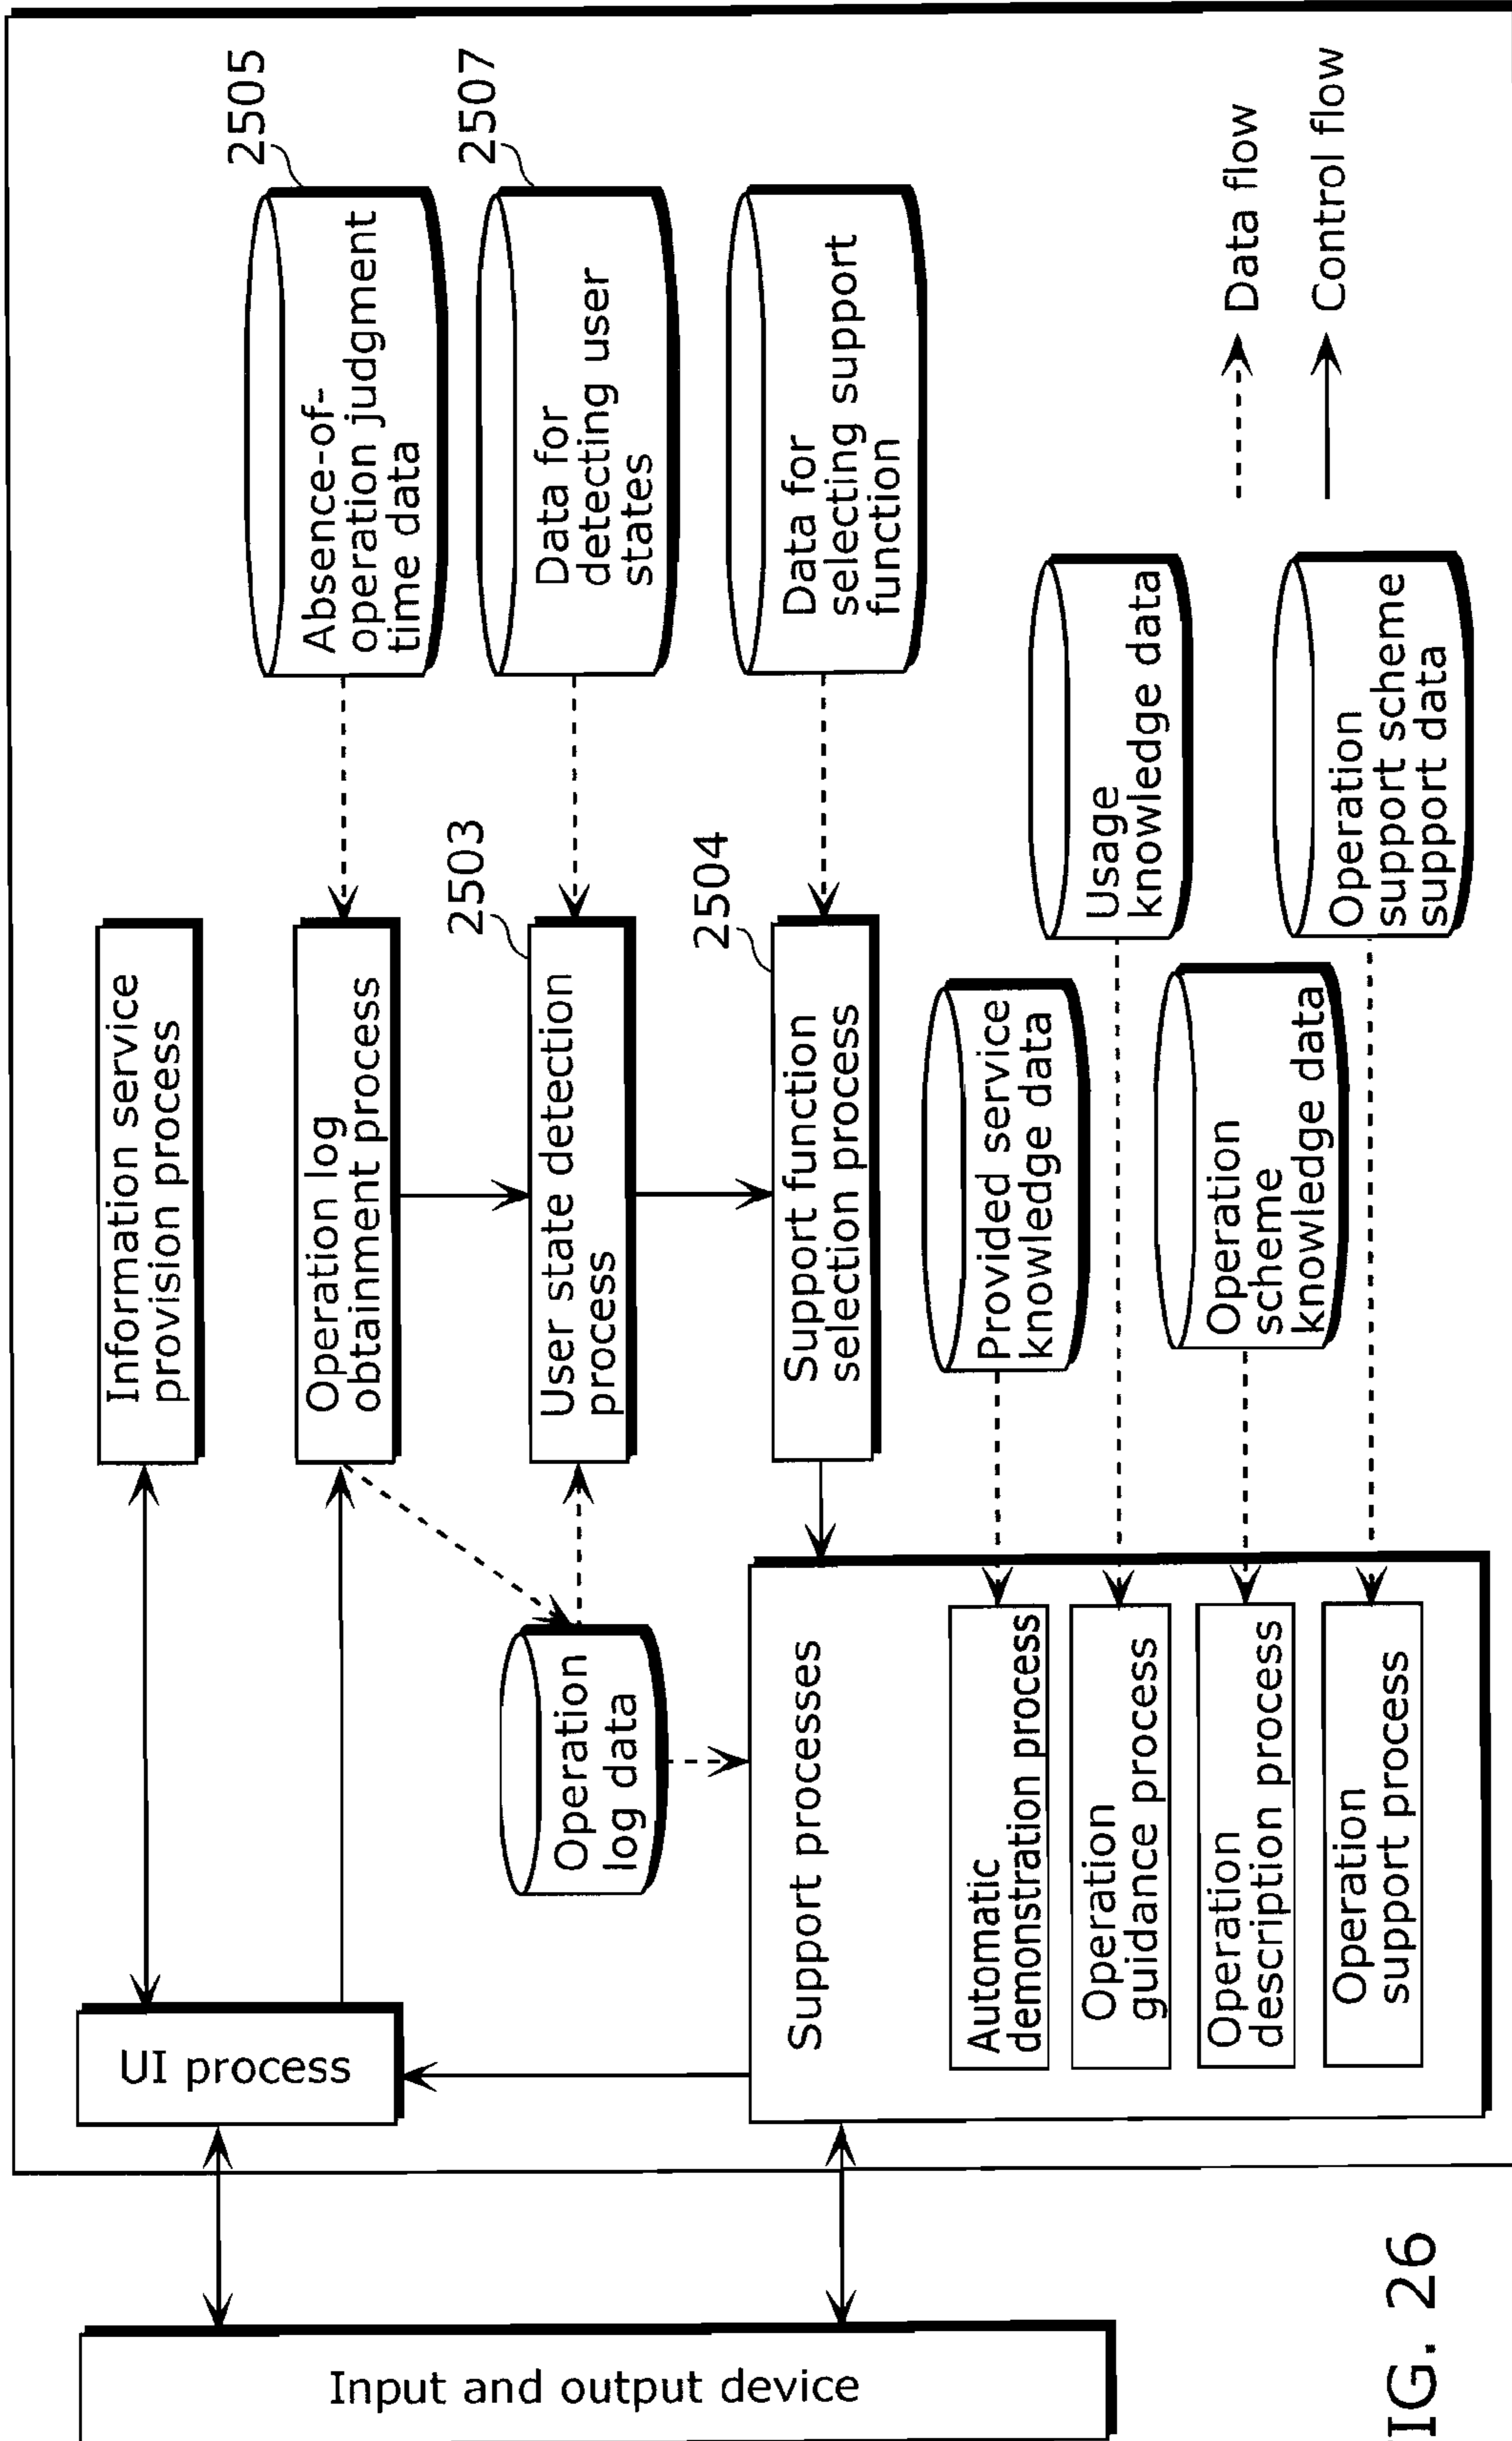 2505
2507
Absence-of-
operation judgment
time data
Data for
detecting user
states
Data for
selecting support
function
Data flow
Control flow
Information service
provision process
Operation log
obtainment process
2503
User state detection
process
2504
Support function
selection process
Provided service
knowledge data
Usage
knowledge data
Operation
scheme
knowledge data
Operation
support scheme
support data
Operation
log data
UI process
Support processes
Automatic
demonstration process
Operation
guidance process
Operation
description process
Operation
support process
Input and output device
IG. 26